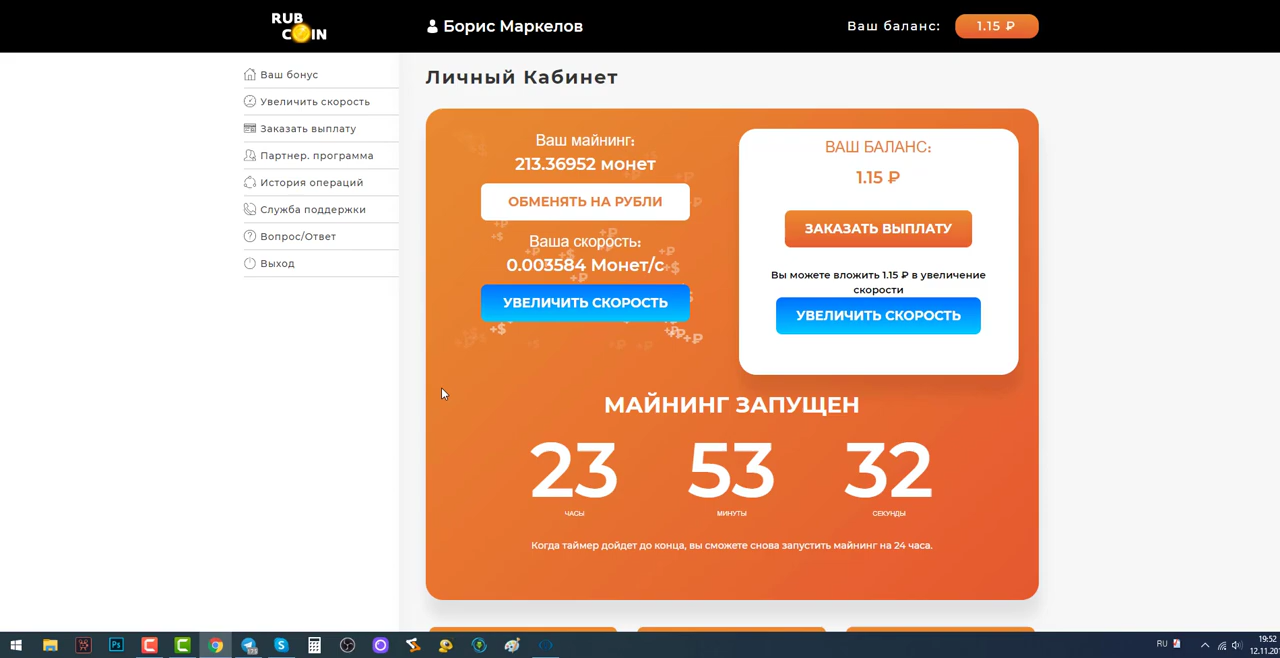 RUB
COIN
Борис Маркелов
Ваш баланс:
1.15 ₽
Ваш бонус
Увеличить скорость
Заказать выплату
Партнер. программа
История операций
Служба поддержки
Вопрос/Ответ
Выход
Личный Кабинет
Ваш майнинг:
213.36952 монет
ОБМЕНЯТЬ НА РУБЛИ
Ваша скорость:
0.003584 Монет/с
УВЕЛИЧИТЬ СКОРОСТЬ
ВАШ БАЛАНС:
1.15 ₽
ЗАКАЗАТЬ ВЫПЛАТУ
Вы можете вложить 1.15 ₽ в увеличение
скорости
УВЕЛИЧИТЬ СКОРОСТЬ
МАЙНИНГ ЗАПУЩЕН
23 53 32
ЧАСЫ МИНУТЫ СЕКУНДЫ
Когда таймер дойдет до конца, вы сможете снова запустить майнинг на 24 часа.
RU
19:52
12.11.20